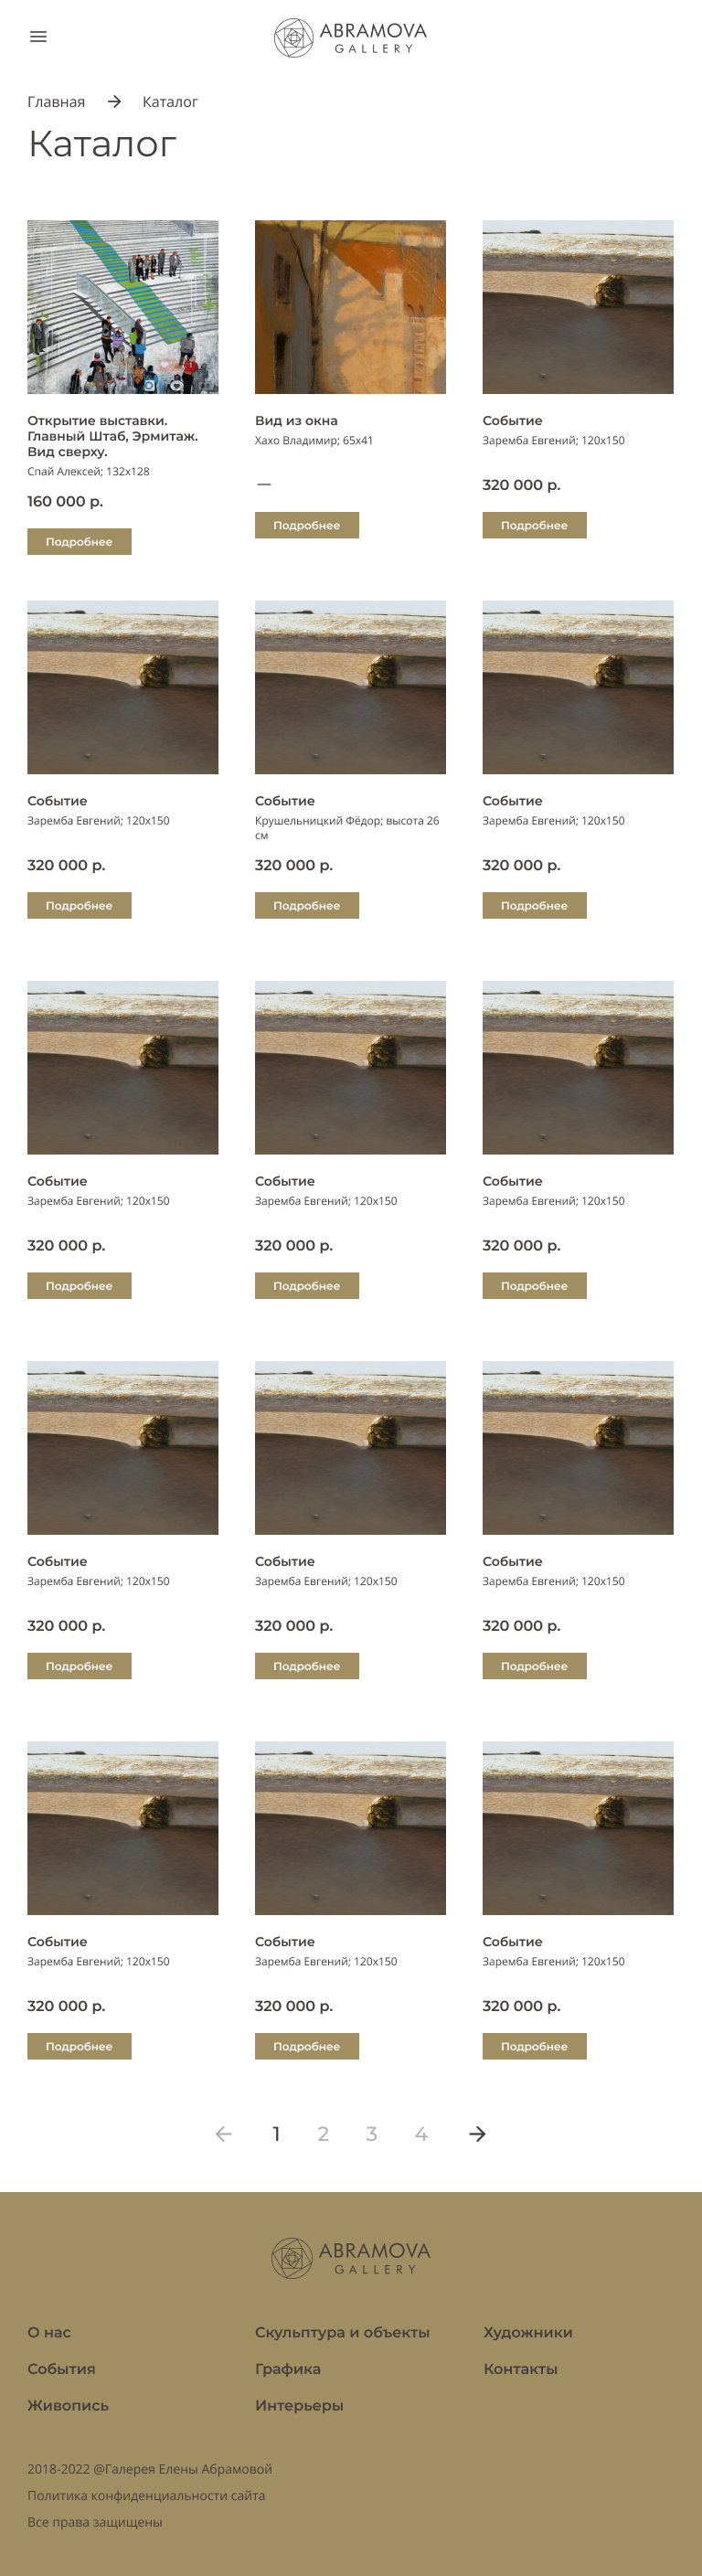 ABRAMOVA
GALLERY
Главная → Каталог
Каталог
Открытие выставки.
Главный Штаб, Эрмитаж.
Вид сверху.
Спай Алексей; 132x128
160 000 р.
Подробнее
Вид из окна
Хахо Владимир; 65x41
—
Подробнее
Событие
Заремба Евгений; 120x150
320 000 р.
Подробнее
Событие
Заремба Евгений; 120x150
320 000 р.
Подробнее
Событие
Крушельницкий Фёдор; высота 26
см
320 000 р.
Подробнее
Событие
Заремба Евгений; 120x150
320 000 р.
Подробнее
Событие
Заремба Евгений; 120x150
320 000 р.
Подробнее
Событие
Заремба Евгений; 120x150
320 000 р.
Подробнее
Событие
Заремба Евгений; 120x150
320 000 р.
Подробнее
Событие
Заремба Евгений; 120x150
320 000 р.
Подробнее
Событие
Заремба Евгений; 120x150
320 000 р.
Подробнее
Событие
Заремба Евгений; 120x150
320 000 р.
Подробнее
Событие
Заремба Евгений; 120x150
320 000 р.
Подробнее
Событие
Заремба Евгений; 120x150
320 000 р.
Подробнее
Событие
Заремба Евгений; 120x150
320 000 р.
Подробнее
← 1 2 3 4 →
ABRAMOVA
GALLERY
О нас
События
Живопись
Скульптура и объекты
Графика
Интерьеры
Художники
Контакты
2018-2022 @Галерея Елены Абрамовой
Политика конфиденциальности сайта
Все права защищены